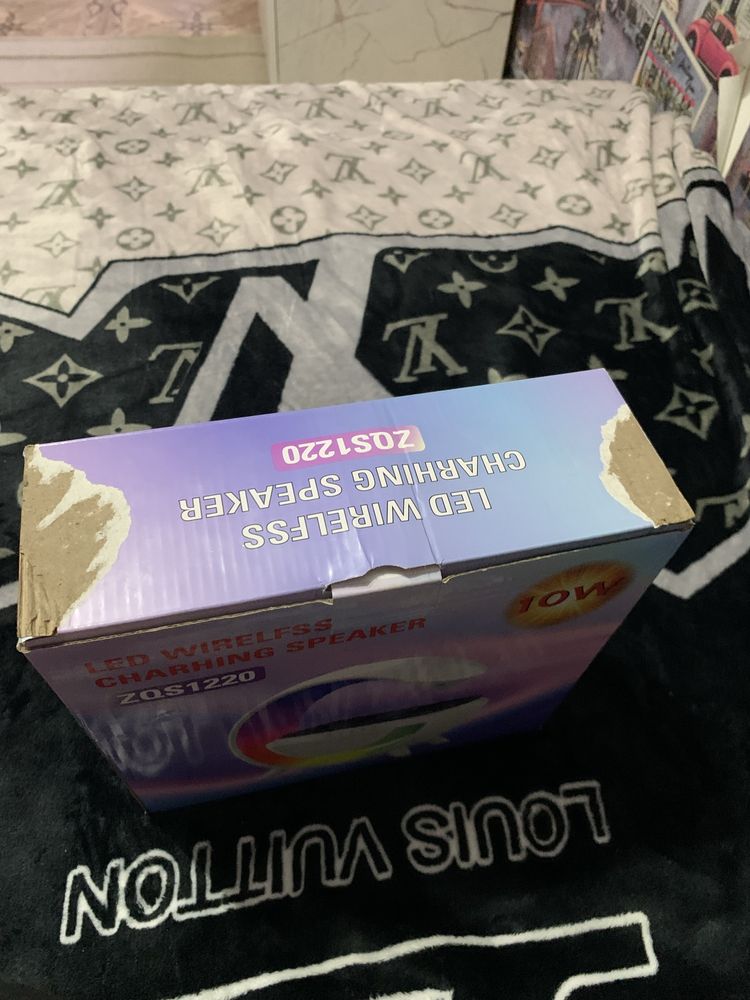 LED WIRELFSS
CHARHING SPEAKER
ZQS1220
LED WIRELFSS
CHARHING SPEAKER
ZQS1220
10W
LOUIS VUITTON